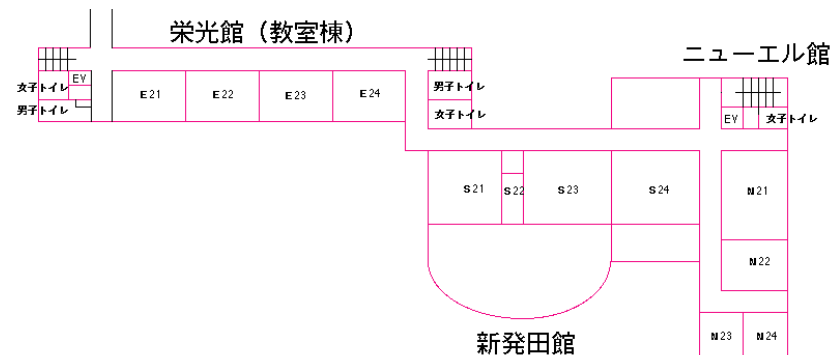 栄光館（教室棟）
ニューエル館
女子トイレ
EV
男子トイレ
E21
E22
E23
E24
男子トイレ
女子トイレ
EV
女子トイレ
S21
S22
S23
S24
N21
N22
新発田館
N23
N24